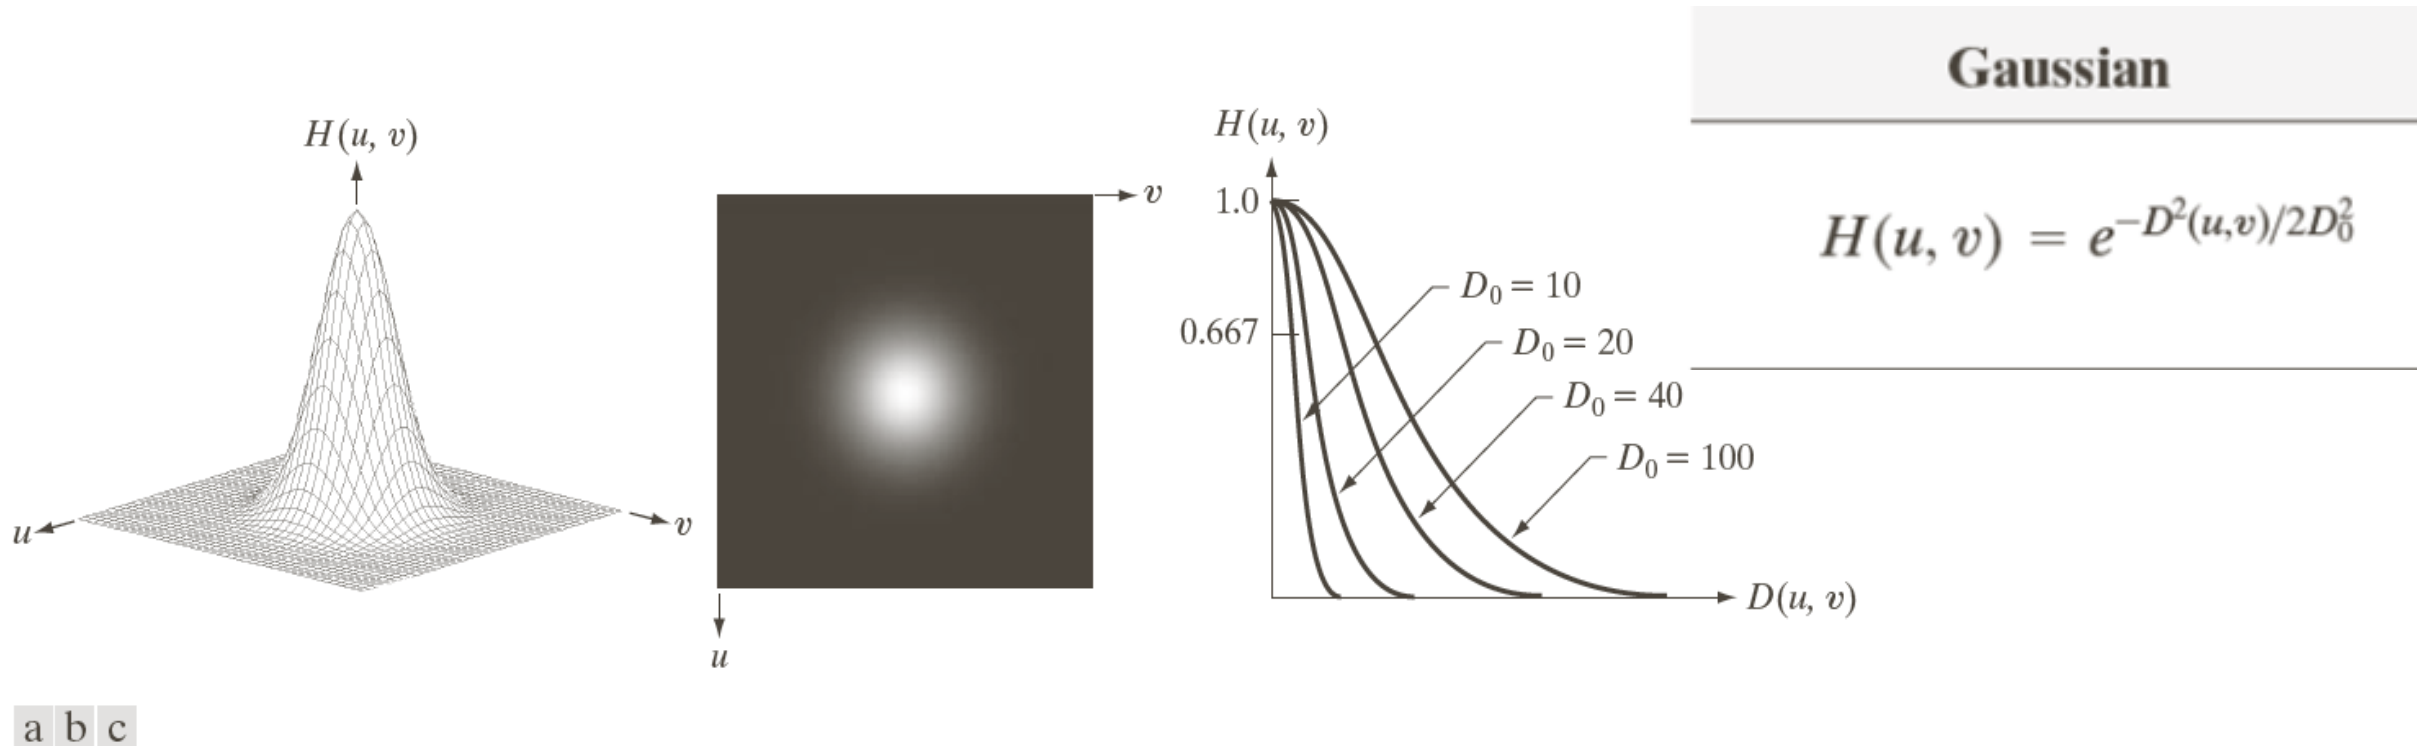 H(u, v)
u
v
v
u
H(u, v)
1.0
0.667
D₀ = 10
D₀ = 20
D₀ = 40
D₀ = 100
D(u, v)
Gaussian
H(u, v) = e^{-D²(u,v)/2D₀²}
a b c